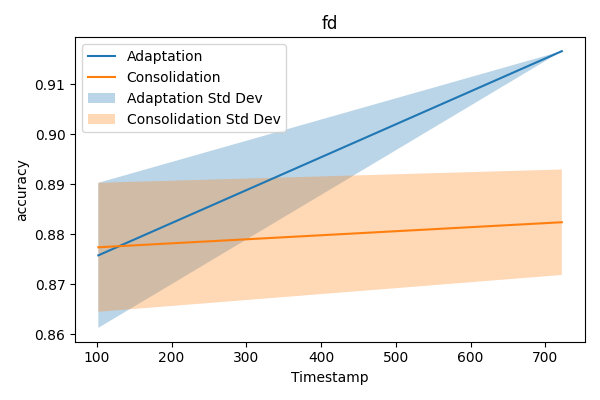 fd
Adaptation
Consolidation
Adaptation Std Dev
Consolidation Std Dev
accuracy
0.91
0.90
0.89
0.88
0.87
0.86
100 200 300 400 500 600 700
Timestamp